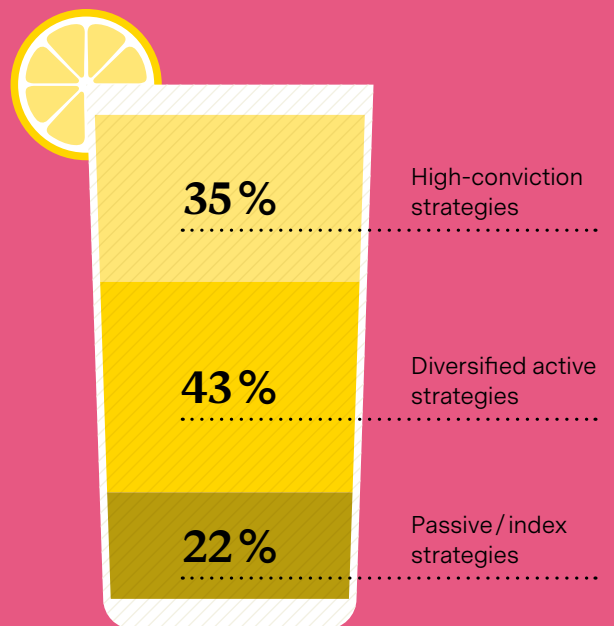 35 %
High-conviction
strategies
43 %
Diversified active
strategies
22 %
Passive / index
strategies